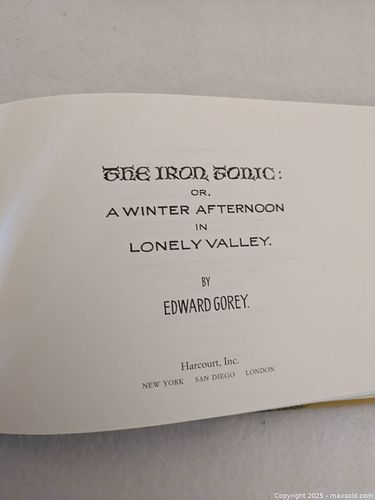 THE IRON TONIC:
OR,
A WINTER AFTERNOON
IN
LONELY VALLEY.
BY
EDWARD GOREY.
Harcourt, Inc.
NEW YORK SAN DIEGO LONDON
Copyright 2025 - maxsold.com